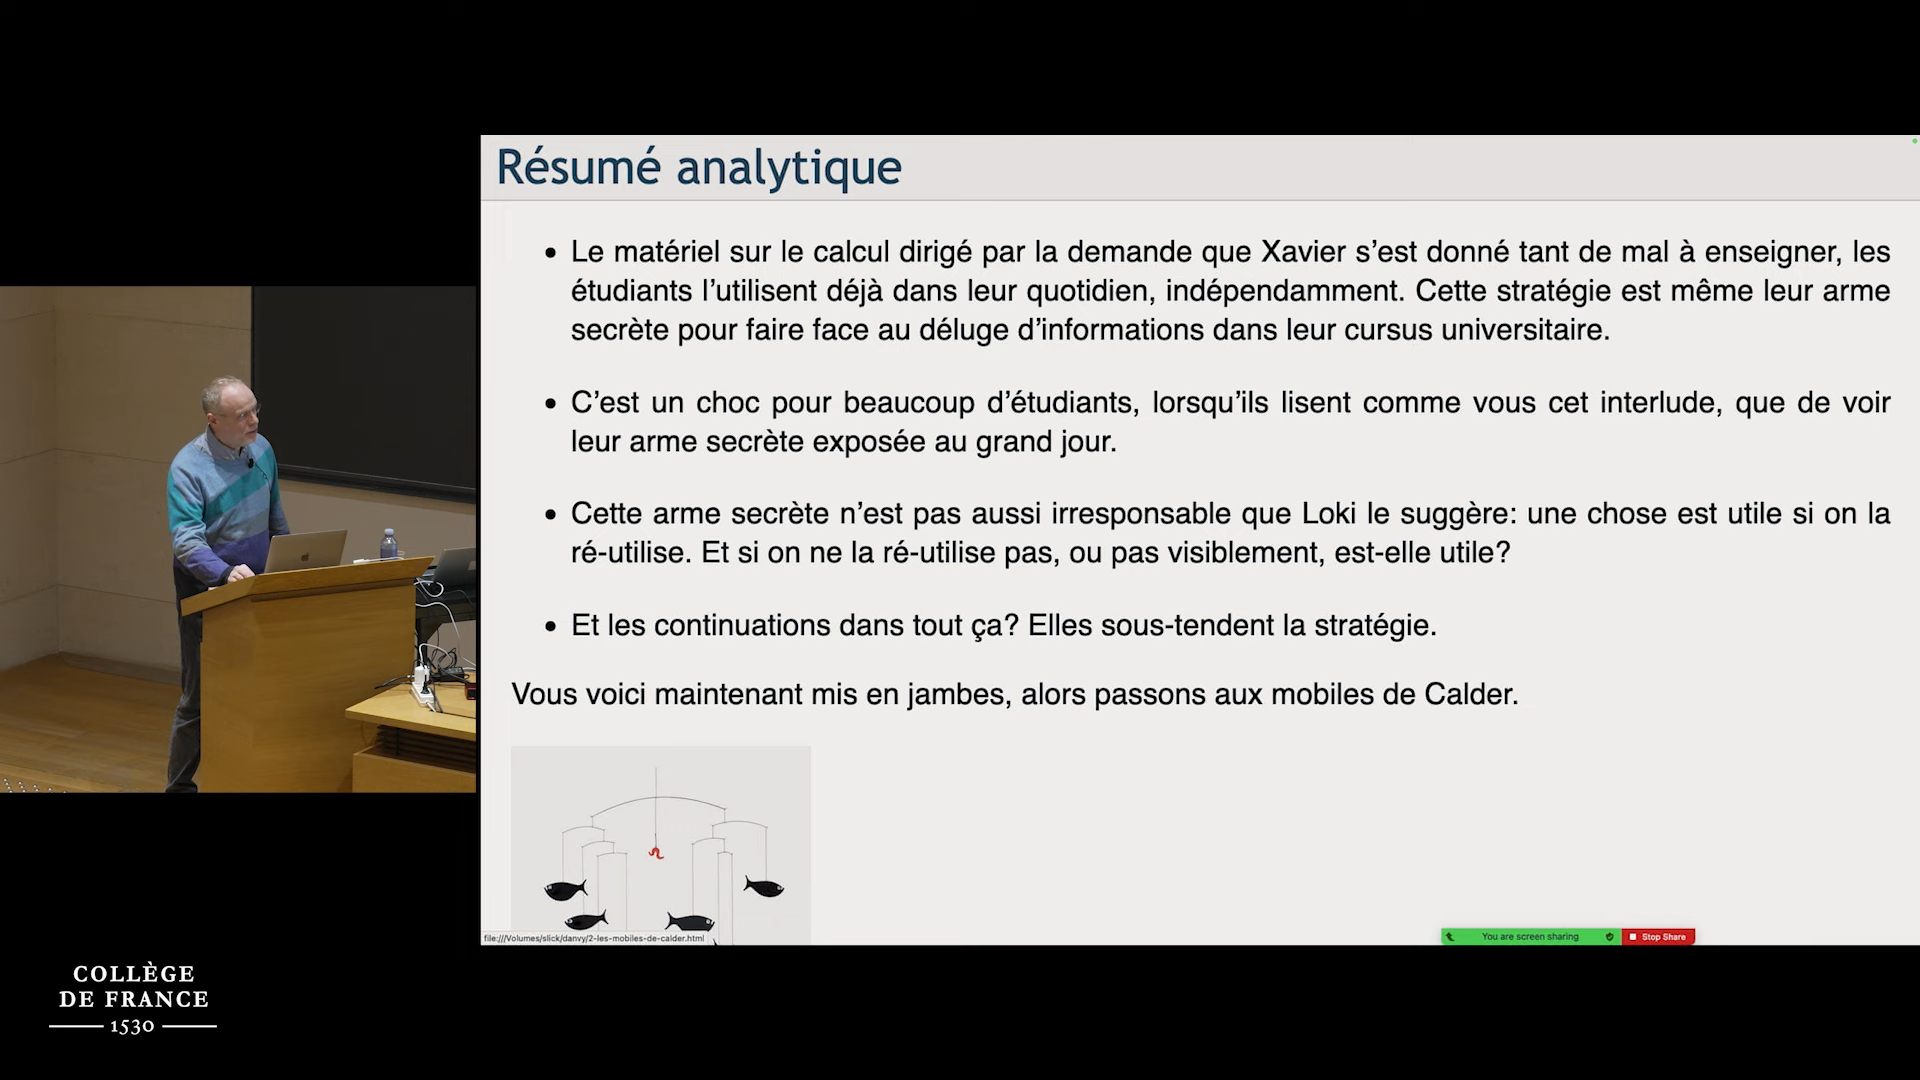 Résumé analytique
• Le matériel sur le calcul dirigé par la demande que Xavier s’est donné tant de mal à enseigner, les
étudiants l’utilisent déjà dans leur quotidien, indépendamment. Cette stratégie est même leur arme
secrète pour faire face au déluge d’informations dans leur cursus universitaire.
• C’est un choc pour beaucoup d’étudiants, lorsqu’ils lisent comme vous cet interlude, que de voir
leur arme secrète exposée au grand jour.
• Cette arme secrète n’est pas aussi irresponsable que Loki le suggère: une chose est utile si on la
ré-utilise. Et si on ne la ré-utilise pas, ou pas visiblement, est-elle utile?
• Et les continuations dans tout ça? Elles sous-tendent la stratégie.
Vous voici maintenant mis en jambes, alors passons aux mobiles de Calder.
file:///Volumes/slick/danvy/2-les-mobiles-de-calder.html
You are screen sharing
Stop Share
COLLÈGE
DE FRANCE
1530